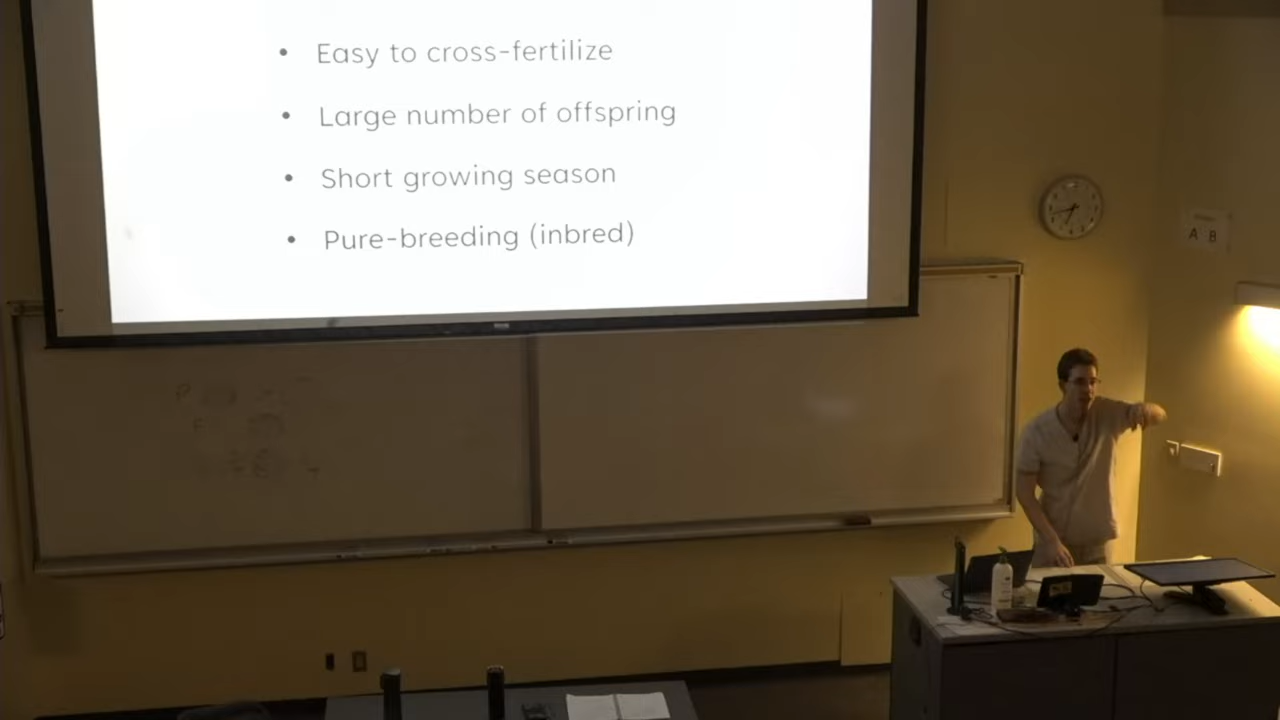 • Easy to cross-fertilize
• Large number of offspring
• Short growing season
• Pure-breeding (inbred)
A B